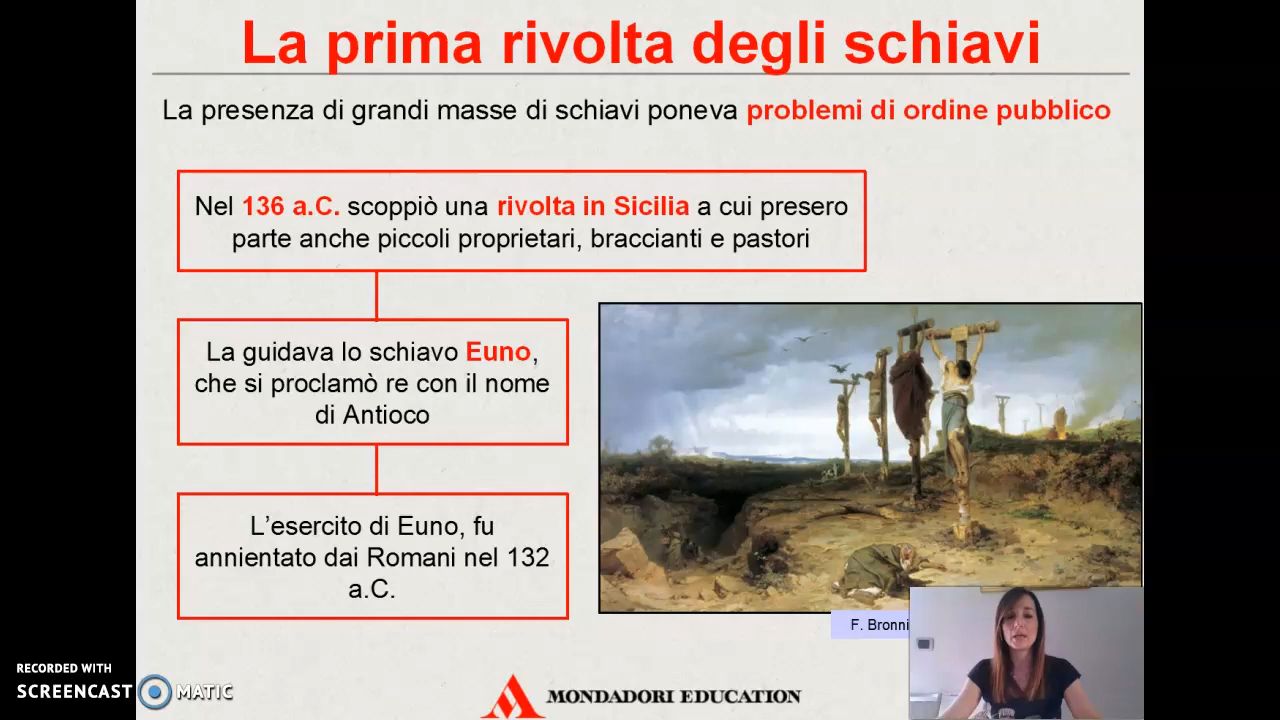 La prima rivolta degli schiavi
La presenza di grandi masse di schiavi poneva problemi di ordine pubblico
Nel 136 a.C. scoppiò una rivolta in Sicilia a cui presero
parte anche piccoli proprietari, braccianti e pastori
La guidava lo schiavo Euno,
che si proclamò re con il nome
di Antioco
L’esercito di Euno, fu
annientato dai Romani nel 132
a.C.
F. Bronni
RECORDED WITH
SCREENCAST MATIC
MONDADORI EDUCATION